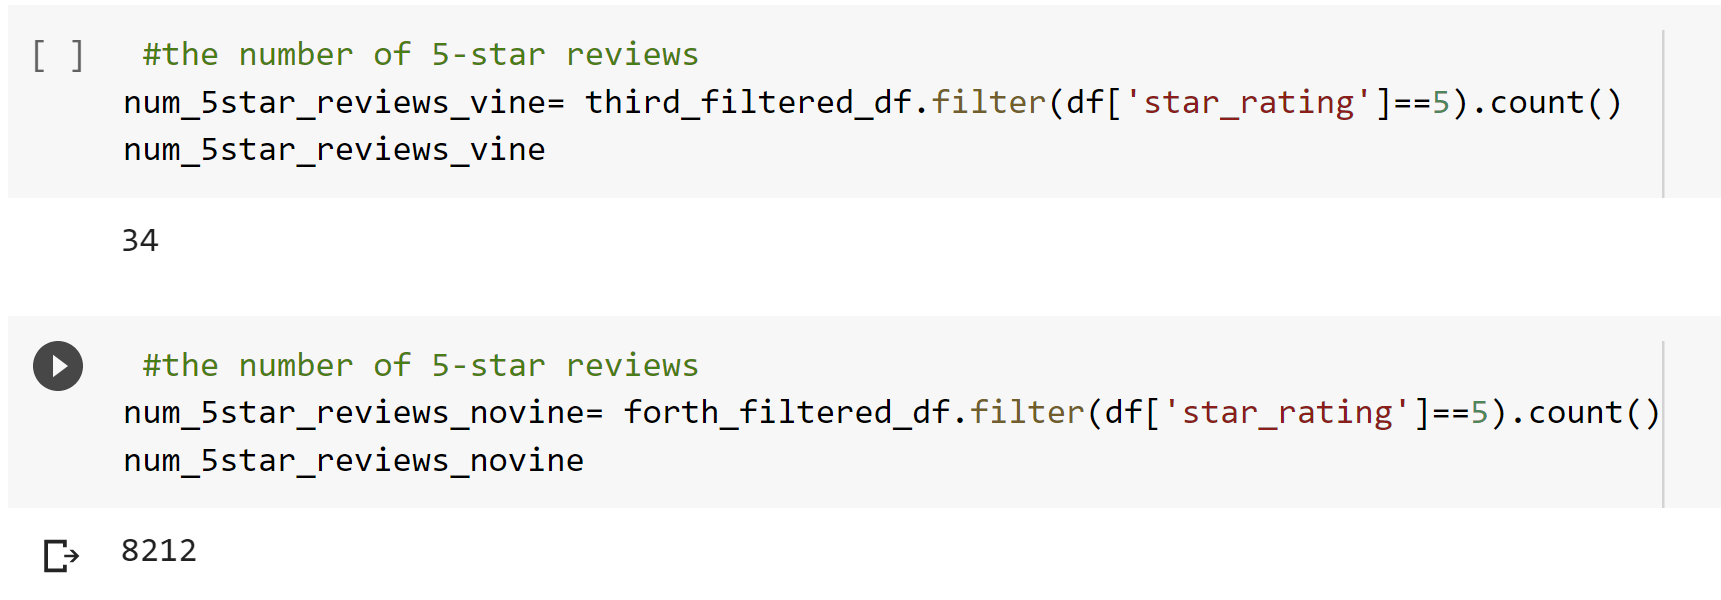 [ ] #the number of 5-star reviews
num_5star_reviews_vine= third_filtered_df.filter(df['star_rating']==5).count()
num_5star_reviews_vine
34
#the number of 5-star reviews
num_5star_reviews_novine= forth_filtered_df.filter(df['star_rating']==5).count()
num_5star_reviews_novine
8212